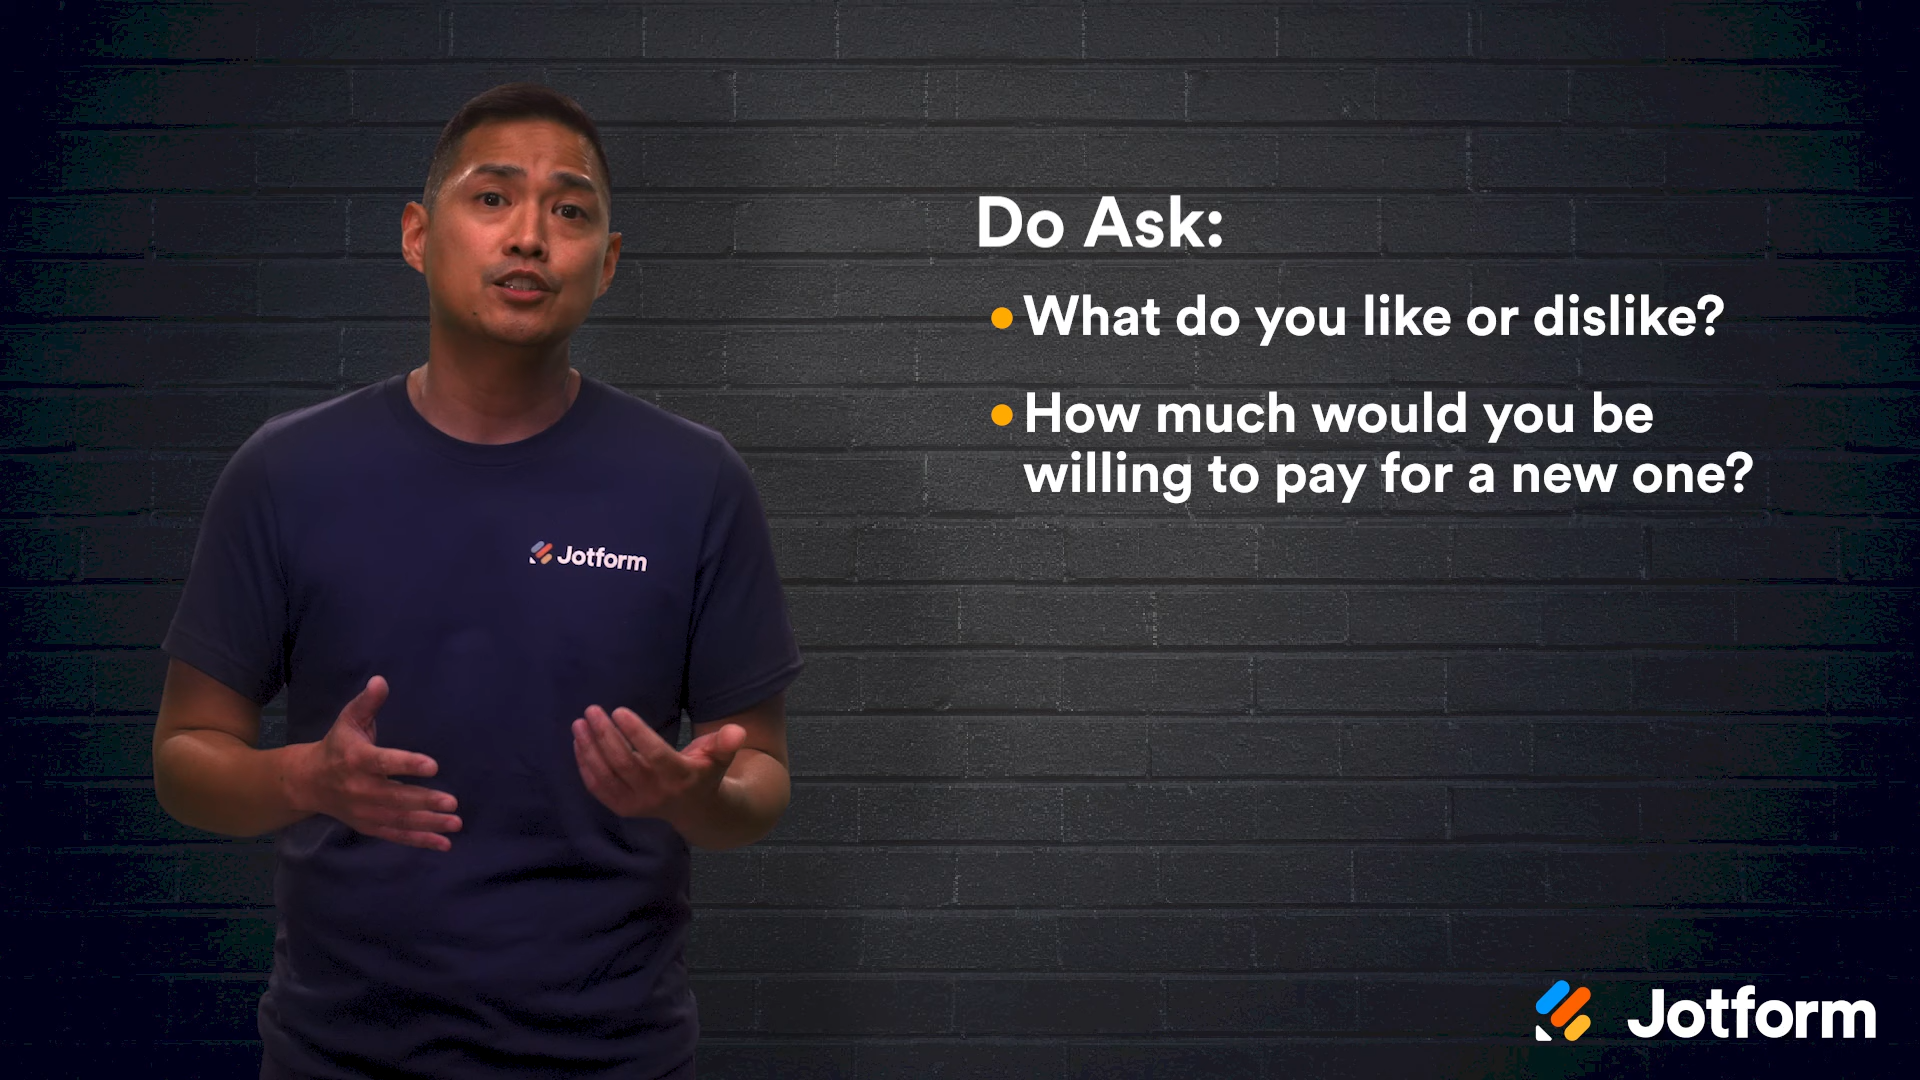 Do Ask:
• What do you like or dislike?
• How much would you be
willing to pay for a new one?
Jotform
Jotform